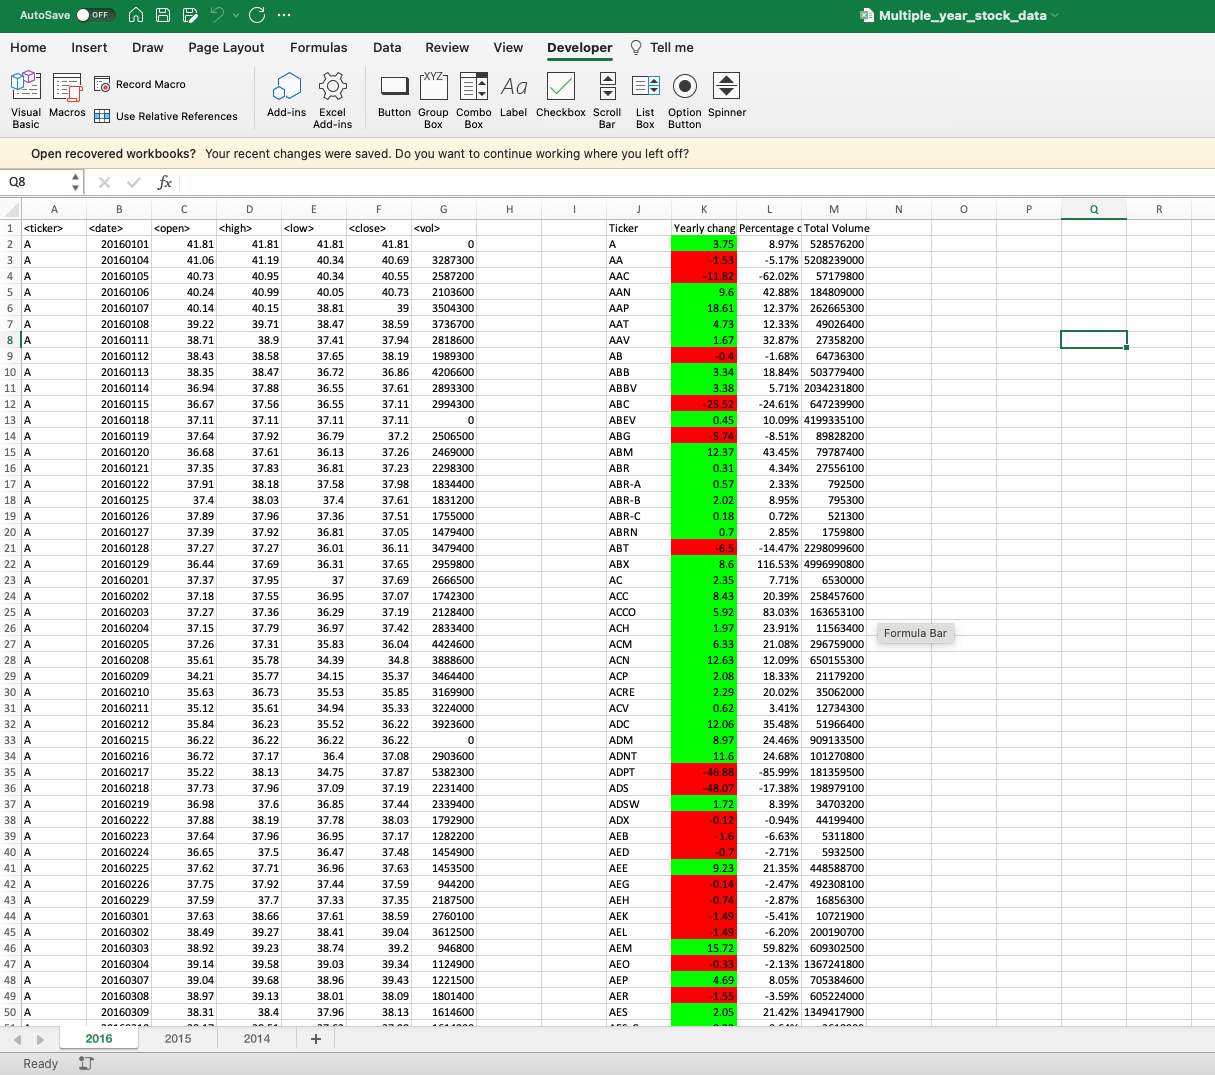 AutoSave OFF Multiple_year_stock_data
Home Insert Draw Page Layout Formulas Data Review View Developer Tell me
Visual Basic Macros Record Macro Use Relative References Add-ins Excel Add-ins Button Group Box Combo Box Label Checkbox Scroll Bar List Box Option Button Spinner
XYZ Aa
Open recovered workbooks? Your recent changes were saved. Do you want to continue working where you left off?
Q8 fx
A B C D E F G H I J K L M N O P Q R
1 <ticker> <date> <open> <high> <low> <close> <vol> Ticker Yearly chang Percentage c Total Volume
2 A 20160101 41.81 41.81 41.81 41.81 0 A 3.75 8.97% 528576200
3 A 20160104 41.06 41.19 40.34 40.69 3287300 AA -1.53 -5.17% 5208239000
4 A 20160105 40.73 40.95 40.34 40.55 2587200 AAC -11.82 -62.02% 57179800
5 A 20160106 40.24 40.99 40.05 40.73 2103600 AAN 9.6 42.88% 184809000
6 A 20160107 40.14 40.15 38.81 39 3504300 AAP 18.61 12.37% 262665300
7 A 20160108 39.22 39.71 38.47 38.59 3736700 AAT 4.73 12.33% 49026400
8 A 20160111 38.71 38.9 37.41 37.94 2818600 AAV 1.67 32.87% 27358200
9 A 20160112 38.43 38.58 37.65 38.19 1989300 AB -0.4 -1.68% 64736300
10 A 20160113 38.35 38.47 36.72 36.86 4206600 ABB 3.34 18.84% 503779400
11 A 20160114 36.94 37.88 36.55 37.61 2893300 ABBV 3.38 5.71% 2034231800
12 A 20160115 36.67 37.56 36.55 37.11 2994300 ABC -25.52 -24.61% 647239900
13 A 20160118 37.11 37.11 37.11 37.11 0 ABEV 0.45 10.09% 4199335100
14 A 20160119 37.64 37.92 36.79 37.2 2506500 ABG -5.74 -8.51% 89828200
15 A 20160120 36.68 37.61 36.13 37.26 2469000 ABM 12.37 43.45% 79787400
16 A 20160121 37.35 37.83 36.81 37.23 2298300 ABR 0.31 4.34% 27556100
17 A 20160122 37.91 38.18 37.58 37.98 1834400 ABR-A 0.57 2.33% 792500
18 A 20160125 37.4 38.03 37.4 37.61 1831200 ABR-B 2.02 8.95% 795300
19 A 20160126 37.89 37.96 37.36 37.51 1755000 ABR-C 0.18 0.72% 521300
20 A 20160127 37.39 37.92 36.81 37.05 1479400 ABRN 0.7 2.85% 1759800
21 A 20160128 37.27 37.27 36.01 36.11 3479400 ABT -6.5 -14.47% 2298099600
22 A 20160129 36.44 37.69 36.31 37.65 2959800 ABX 8.6 116.53% 4996990800
23 A 20160201 37.37 37.95 37 37.69 2666500 AC 2.35 7.71% 6530000
24 A 20160202 37.18 37.55 36.95 37.07 1742300 ACC 8.43 20.39% 258457600
25 A 20160203 37.27 37.36 36.29 37.19 2128400 ACCO 5.92 83.03% 163653100
26 A 20160204 37.15 37.79 36.97 37.42 2833400 ACH 1.97 23.91% 11563400 Formula Bar
27 A 20160205 37.26 37.31 35.83 36.04 4424600 ACM 6.33 21.08% 296759000
28 A 20160208 35.61 35.78 34.39 34.8 3888600 ACN 12.63 12.09% 650155300
29 A 20160209 34.21 35.77 34.15 35.37 3464400 ACP 2.08 18.33% 21179200
30 A 20160210 35.63 36.73 35.53 35.85 3169900 ACRE 2.29 20.02% 35062000
31 A 20160211 35.12 35.61 34.94 35.33 3224000 ACV 0.62 3.41% 12734300
32 A 20160212 35.84 36.23 35.52 36.22 3923600 ADC 12.06 35.48% 51966400
33 A 20160215 36.22 36.22 36.22 36.22 0 ADM 8.97 24.46% 909133500
34 A 20160216 36.72 37.17 36.4 37.08 2903600 ADNT 11.6 24.68% 101270800
35 A 20160217 35.22 38.13 34.75 37.87 5382300 ADPT -46.88 -85.99% 181359500
36 A 20160218 37.73 37.96 37.09 37.19 2231400 ADS -48.07 -17.38% 198979100
37 A 20160219 36.98 37.6 36.85 37.44 2339400 ADSW 1.72 8.39% 34703200
38 A 20160222 37.88 38.19 37.78 38.03 1792900 ADX -0.12 -0.94% 44199400
39 A 20160223 37.64 37.96 36.95 37.17 1282200 AEB -1.6 -6.63% 5311800
40 A 20160224 36.65 37.5 36.47 37.48 1454900 AED -0.7 -2.71% 5932500
41 A 20160225 37.62 37.71 36.96 37.63 1453500 AEE 9.23 21.35% 448588700
42 A 20160226 37.75 37.92 37.44 37.59 944200 AEG -0.14 -2.47% 492308100
43 A 20160229 37.59 37.7 37.33 37.35 2187500 AEH -0.74 -2.87% 16856300
44 A 20160301 37.63 38.66 37.61 38.59 2760100 AEK -1.49 -5.41% 10721900
45 A 20160302 38.49 39.27 38.41 39.04 3612500 AEL -1.49 -6.20% 200190700
46 A 20160303 38.92 39.23 38.74 39.2 946800 AEM 15.72 59.82% 609302500
47 A 20160304 39.14 39.58 39.03 39.34 1124900 AEO -0.33 -2.13% 1367241800
48 A 20160307 39.04 39.68 38.96 39.43 1221500 AEP 4.69 8.05% 705384600
49 A 20160308 38.97 39.13 38.01 38.09 1801400 AER -1.55 -3.59% 605224000
50 A 20160309 38.31 38.4 37.96 38.13 1614600 AES 2.05 21.42% 1349417900
2016 2015 2014 +
Ready